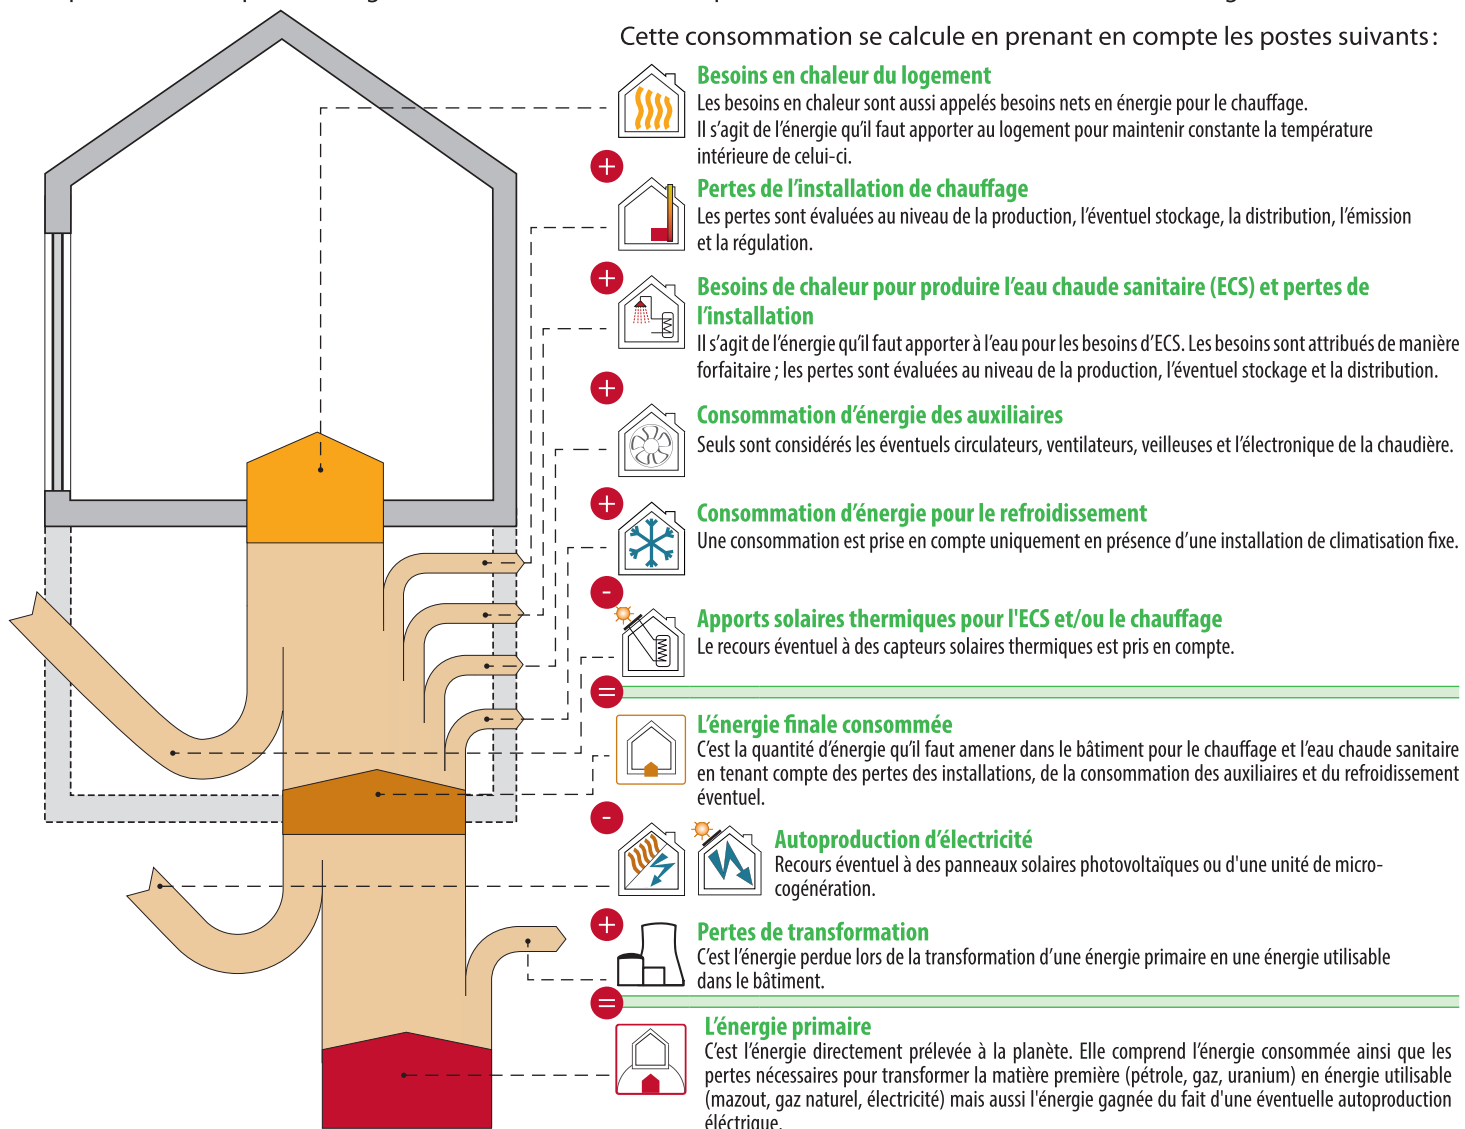 Cette consommation se calcule en prenant en compte les postes suivants :
Besoins en chaleur du logement
Les besoins en chaleur sont aussi appelés besoins nets en énergie pour le chauffage.
Il s’agit de l’énergie qu’il faut apporter au logement pour maintenir constante la température
intérieure de celui-ci.
+
Pertes de l’installation de chauffage
Les pertes sont évaluées au niveau de la production, l’éventuel stockage, la distribution, l’émission
et la régulation.
+
Besoins de chaleur pour produire l’eau chaude sanitaire (ECS) et pertes de
l’installation
Il s’agit de l’énergie qu’il faut apporter à l’eau pour les besoins d’ECS. Les besoins sont attribués de manière
forfaitaire ; les pertes sont évaluées au niveau de la production, l’éventuel stockage et la distribution.
+
Consommation d’énergie des auxiliaires
Seuls sont considérés les éventuels circulateurs, ventilateurs, veilleuses et l’électronique de la chaudière.
+
Consommation d’énergie pour le refroidissement
Une consommation est prise en compte uniquement en présence d’une installation de climatisation fixe.
-
Apports solaires thermiques pour l'ECS et/ou le chauffage
Le recours éventuel à des capteurs solaires thermiques est pris en compte.
=
L’énergie finale consommée
C’est la quantité d’énergie qu’il faut amener dans le bâtiment pour le chauffage et l’eau chaude sanitaire
en tenant compte des pertes des installations, de la consommation des auxiliaires et du refroidissement
éventuel.
-
Autoproduction d’électricité
Recours éventuel à des panneaux solaires photovoltaïques ou d'une unité de micro-
cogénération.
+
Pertes de transformation
C’est l’énergie perdue lors de la transformation d’une énergie primaire en une énergie utilisable
dans le bâtiment.
=
L’énergie primaire
C’est l’énergie directement prélevée à la planète. Elle comprend l’énergie consommée ainsi que les
pertes nécessaires pour transformer la matière première (pétrole, gaz, uranium) en énergie utilisable
(mazout, gaz naturel, électricité) mais aussi l'énergie gagnée du fait d'une éventuelle autoproduction
éléctrique.